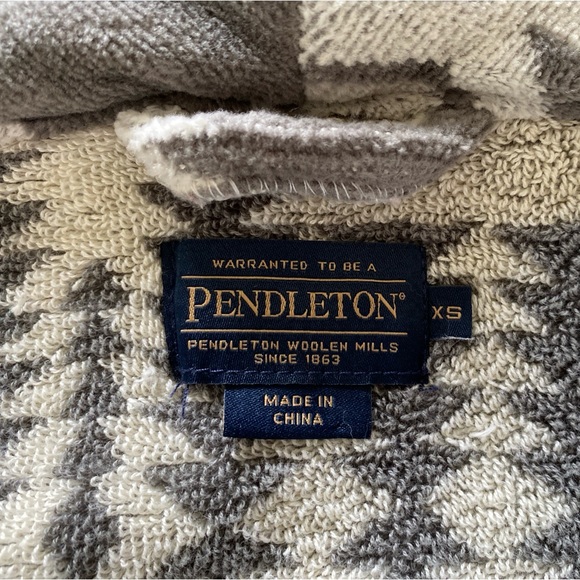 WARRANTED TO BE A
PENDLETON®
XS
PENDLETON WOOLEN MILLS
SINCE 1863
MADE IN
CHINA